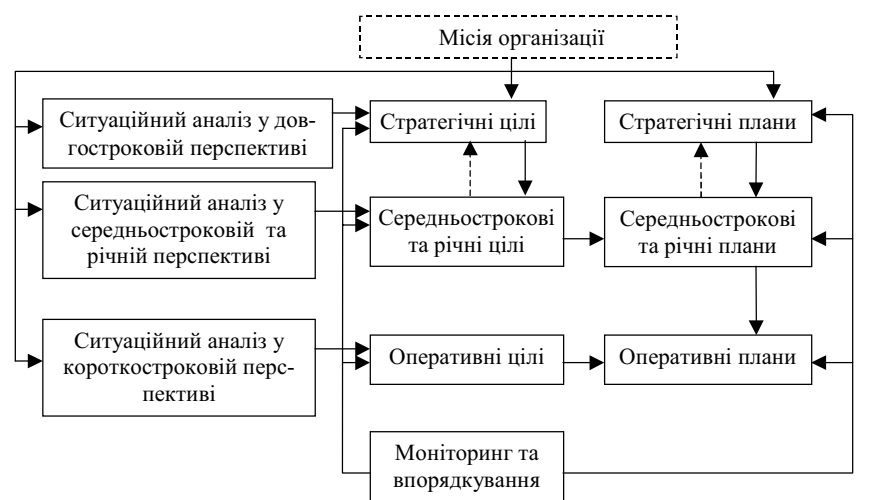 Місія організації
Ситуаційний аналіз у дов-
гостроковій перспективі
Стратегічні цілі
Стратегічні плани
Ситуаційний аналіз у
середньостроковій та
річній перспективі
Середньострокові
та річні цілі
Середньострокові
та річні плани
Ситуаційний аналіз у
короткостроковій перс-
пективі
Оперативні цілі
Оперативні плани
Моніторинг та
впорядкування